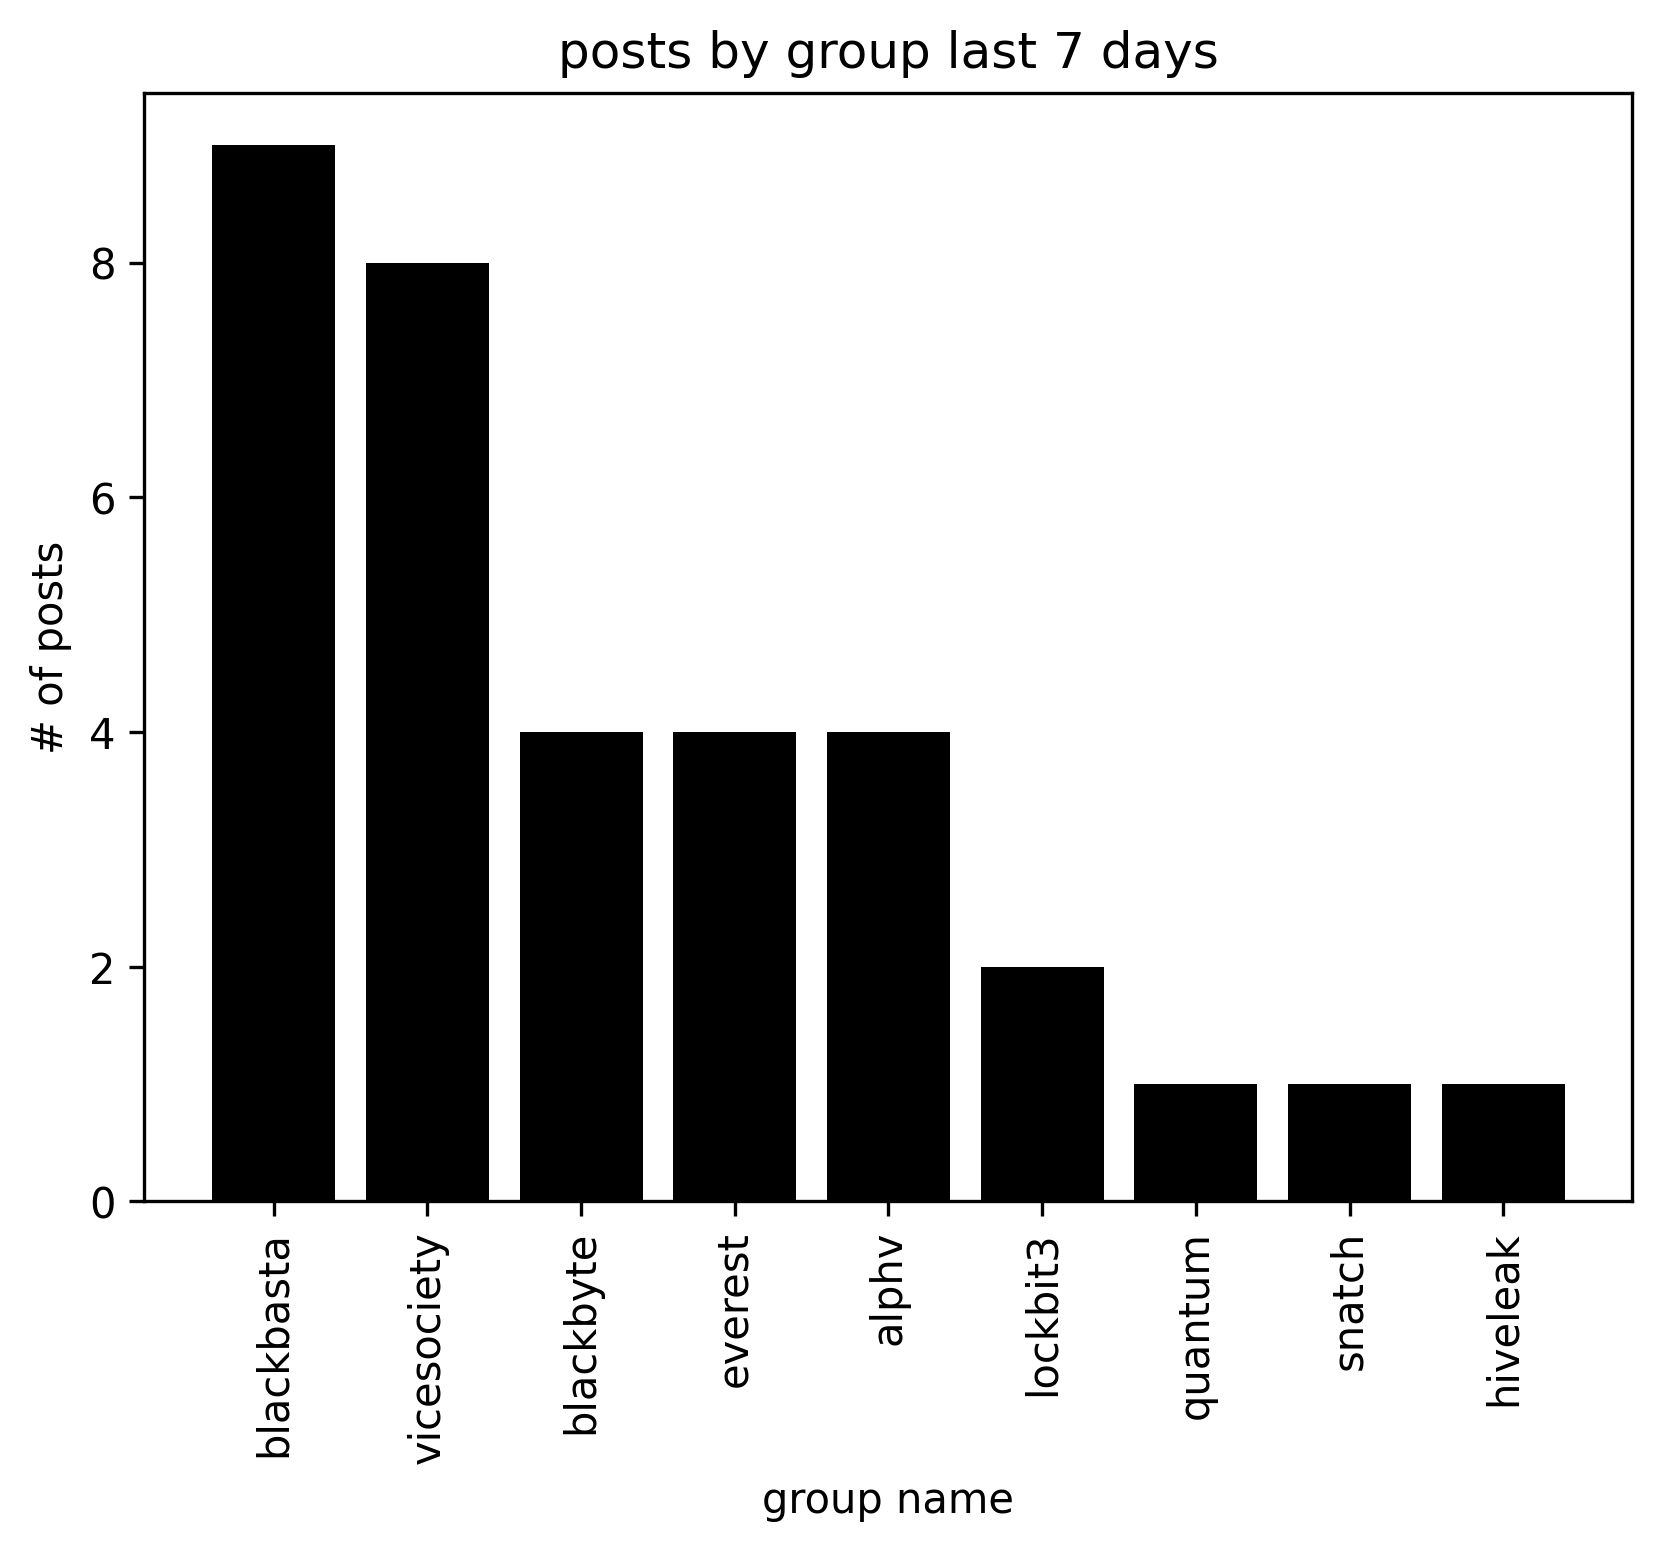 posts by group last 7 days
# of posts
8
6
4
2
0
blackbasta
vicesociety
blackbyte
everest
alphv
lockbit3
quantum
snatch
hiveleak
group name